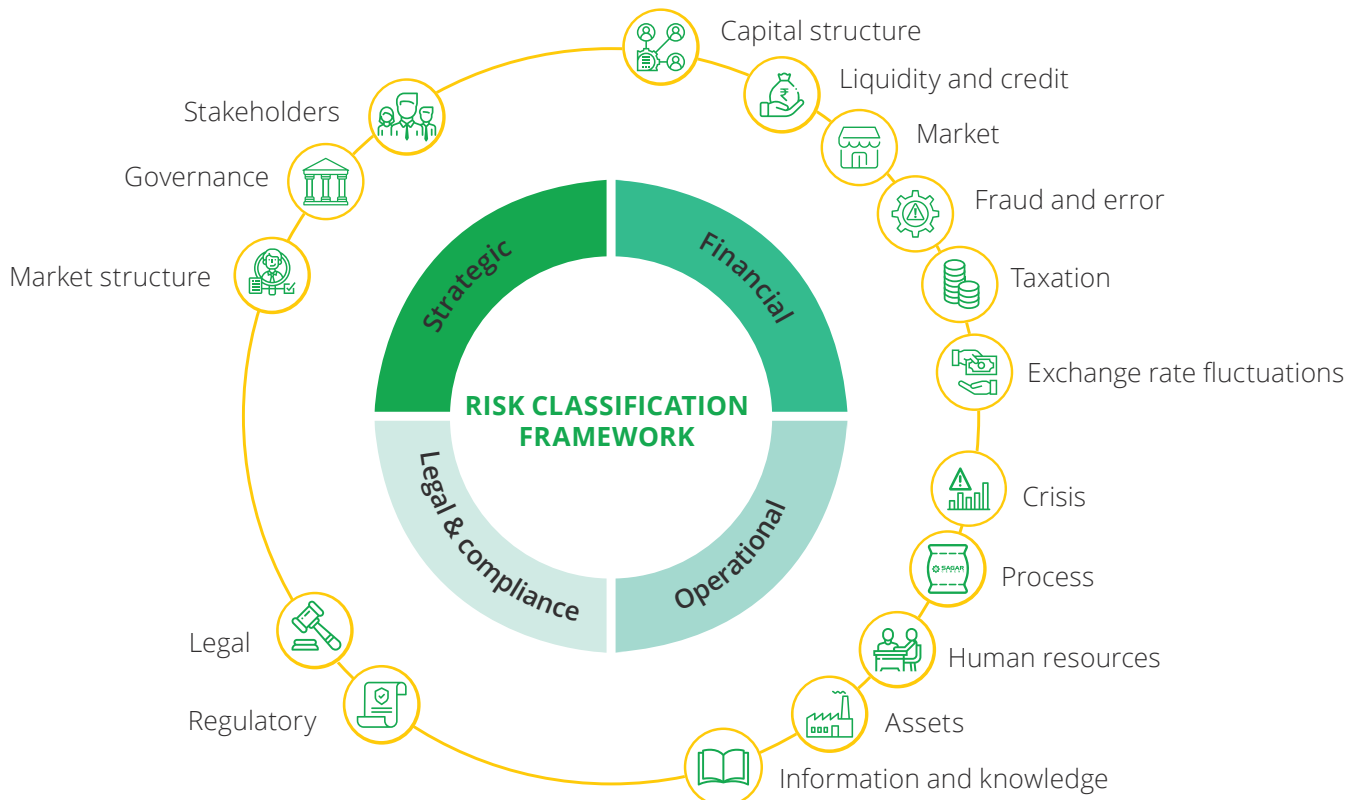 Capital structure
Liquidity and credit
Market
Fraud and error
Taxation
Exchange rate fluctuations
Crisis
SAGAR
Process
Human resources
Assets
Information and knowledge
Regulatory
Legal
Market structure
Governance
Stakeholders
Strategic
Financial
Operational
Legal & compliance
RISK CLASSIFICATION
FRAMEWORK
₹